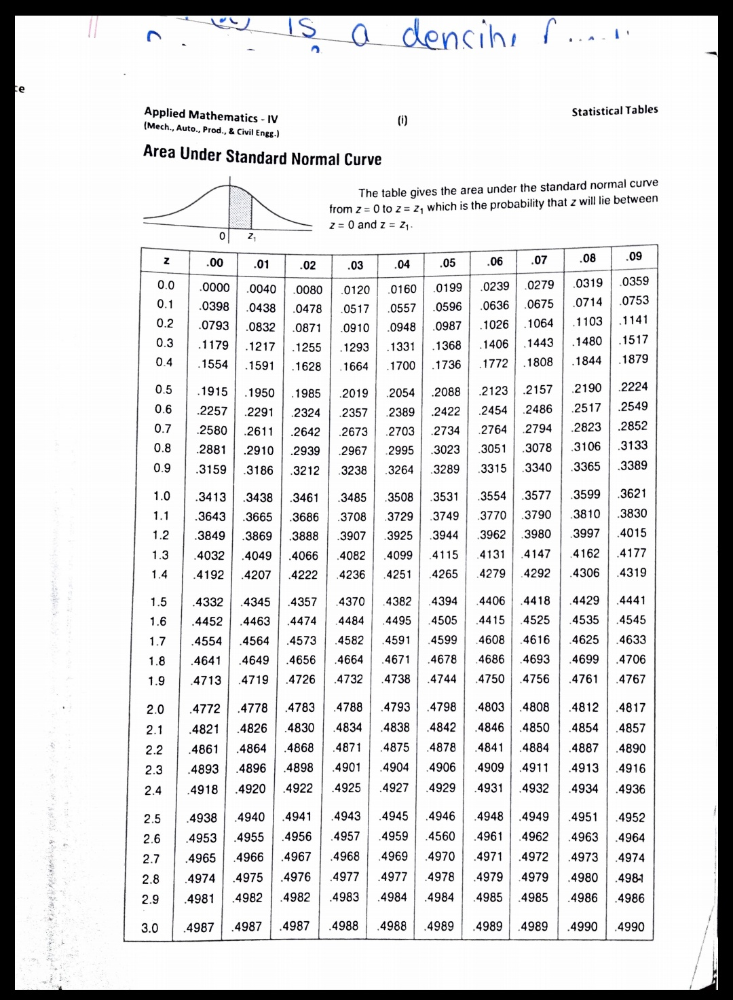 is a
ce
Applied Mathematics - IV (i) Statistical Tables
(Mech., Auto., Prod., & Civil Engg.)
Area Under Standard Normal Curve
The table gives the area under the standard normal curve
from z = 0 to z = z₁ which is the probability that z will lie between
z = 0 and z = z₁.
0 z₁
z .00 .01 .02 .03 .04 .05 .06 .07 .08 .09
0.0 .0000 .0040 .0080 .0120 .0160 .0199 .0239 .0279 .0319 .0359
0.1 .0398 .0438 .0478 .0517 .0557 .0596 .0636 .0675 .0714 .0753
0.2 .0793 .0832 .0871 .0910 .0948 .0987 .1026 .1064 .1103 .1141
0.3 .1179 .1217 .1255 .1293 .1331 .1368 .1406 .1443 .1480 .1517
0.4 .1554 .1591 .1628 .1664 .1700 .1736 .1772 .1808 .1844 .1879
0.5 .1915 .1950 .1985 .2019 .2054 .2088 .2123 .2157 .2190 .2224
0.6 .2257 .2291 .2324 .2357 .2389 .2422 .2454 .2486 .2517 .2549
0.7 .2580 .2611 .2642 .2673 .2703 .2734 .2764 .2794 .2823 .2852
0.8 .2881 .2910 .2939 .2967 .2995 .3023 .3051 .3078 .3106 .3133
0.9 .3159 .3186 .3212 .3238 .3264 .3289 .3315 .3340 .3365 .3389
1.0 .3413 .3438 .3461 .3485 .3508 .3531 .3554 .3577 .3599 .3621
1.1 .3643 .3665 .3686 .3708 .3729 .3749 .3770 .3790 .3810 .3830
1.2 .3849 .3869 .3888 .3907 .3925 .3944 .3962 .3980 .3997 .4015
1.3 .4032 .4049 .4066 .4082 .4099 .4115 .4131 .4147 .4162 .4177
1.4 .4192 .4207 .4222 .4236 .4251 .4265 .4279 .4292 .4306 .4319
1.5 .4332 .4345 .4357 .4370 .4382 .4394 .4406 .4418 .4429 .4441
1.6 .4452 .4463 .4474 .4484 .4495 .4505 .4415 .4525 .4535 .4545
1.7 .4554 .4564 .4573 .4582 .4591 .4599 .4608 .4616 .4625 .4633
1.8 .4641 .4649 .4656 .4664 .4671 .4678 .4686 .4693 .4699 .4706
1.9 .4713 .4719 .4726 .4732 .4738 .4744 .4750 .4756 .4761 .4767
2.0 .4772 .4778 .4783 .4788 .4793 .4798 .4803 .4808 .4812 .4817
2.1 .4821 .4826 .4830 .4834 .4838 .4842 .4846 .4850 .4854 .4857
2.2 .4861 .4864 .4868 .4871 .4875 .4878 .4841 .4884 .4887 .4890
2.3 .4893 .4896 .4898 .4901 .4904 .4906 .4909 .4911 .4913 .4916
2.4 .4918 .4920 .4922 .4925 .4927 .4929 .4931 .4932 .4934 .4936
2.5 .4938 .4940 .4941 .4943 .4945 .4946 .4948 .4949 .4951 .4952
2.6 .4953 .4955 .4956 .4957 .4959 .4560 .4961 .4962 .4963 .4964
2.7 .4965 .4966 .4967 .4968 .4969 .4970 .4971 .4972 .4973 .4974
2.8 .4974 .4975 .4976 .4977 .4977 .4978 .4979 .4979 .4980 .4981
2.9 .4981 .4982 .4982 .4983 .4984 .4984 .4985 .4985 .4986 .4986
3.0 .4987 .4987 .4987 .4988 .4988 .4989 .4989 .4989 .4990 .4990